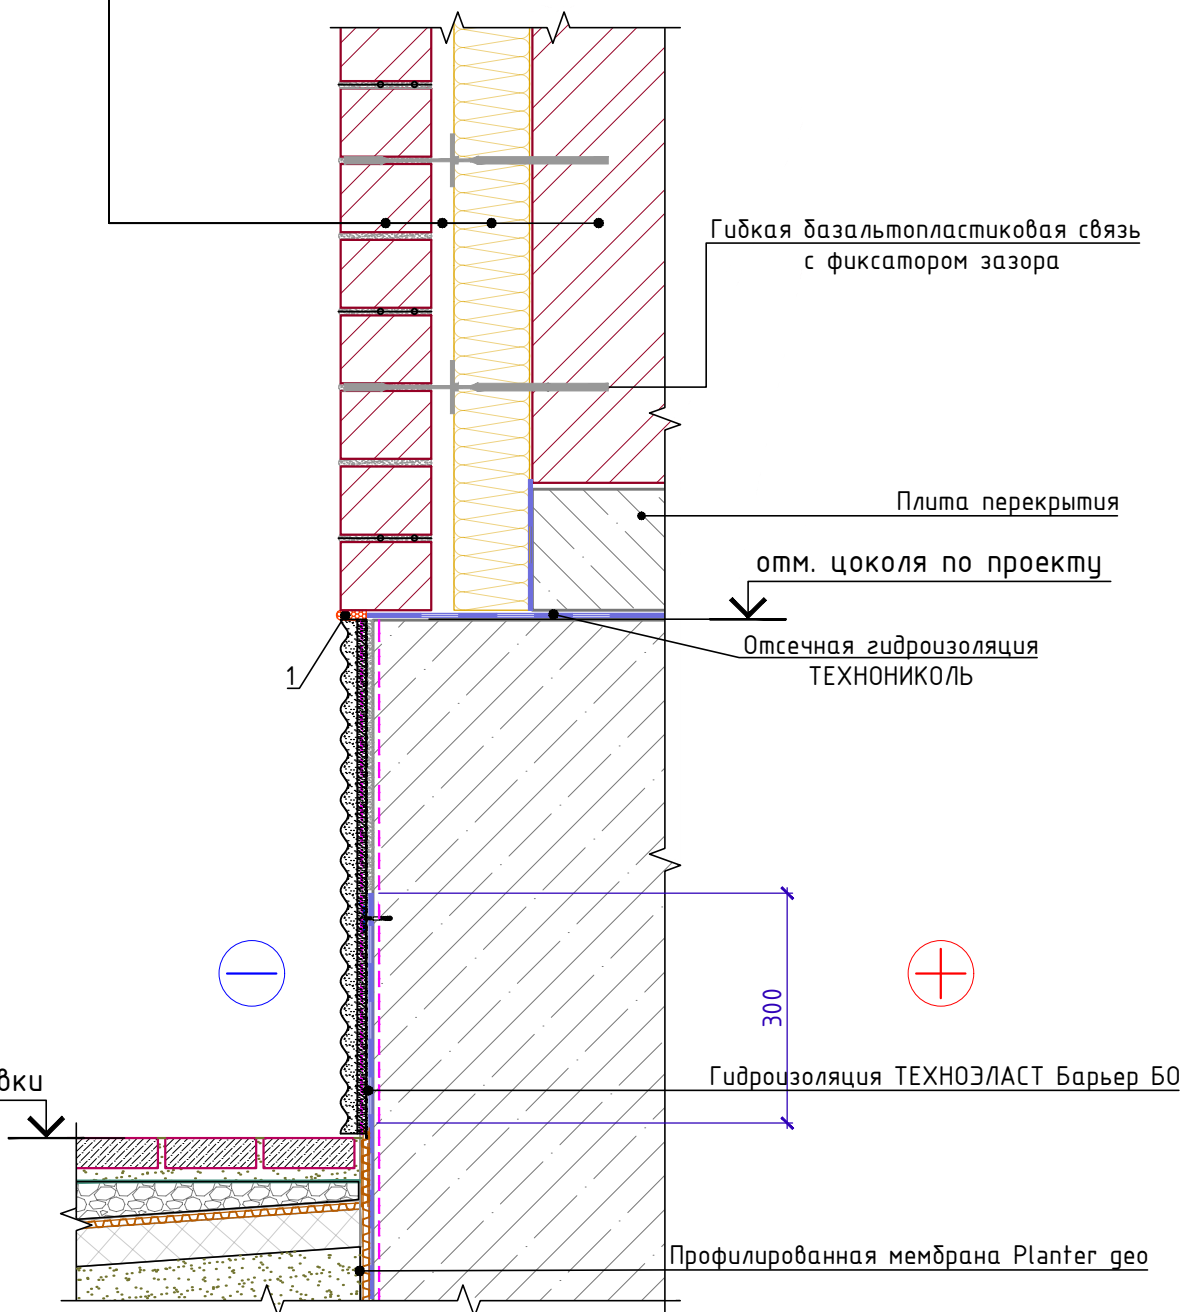 Гибкая базальтопластиковая связь
с фиксатором зазора
Плита перекрытия
отм. цоколя по проекту
Отсечная гидроизоляция
ТЕХНОНИКОЛЬ
1
300
Гидроизоляция ТЕХНОЭЛАСТ Барьер БО
Профилированная мембрана Planter geo